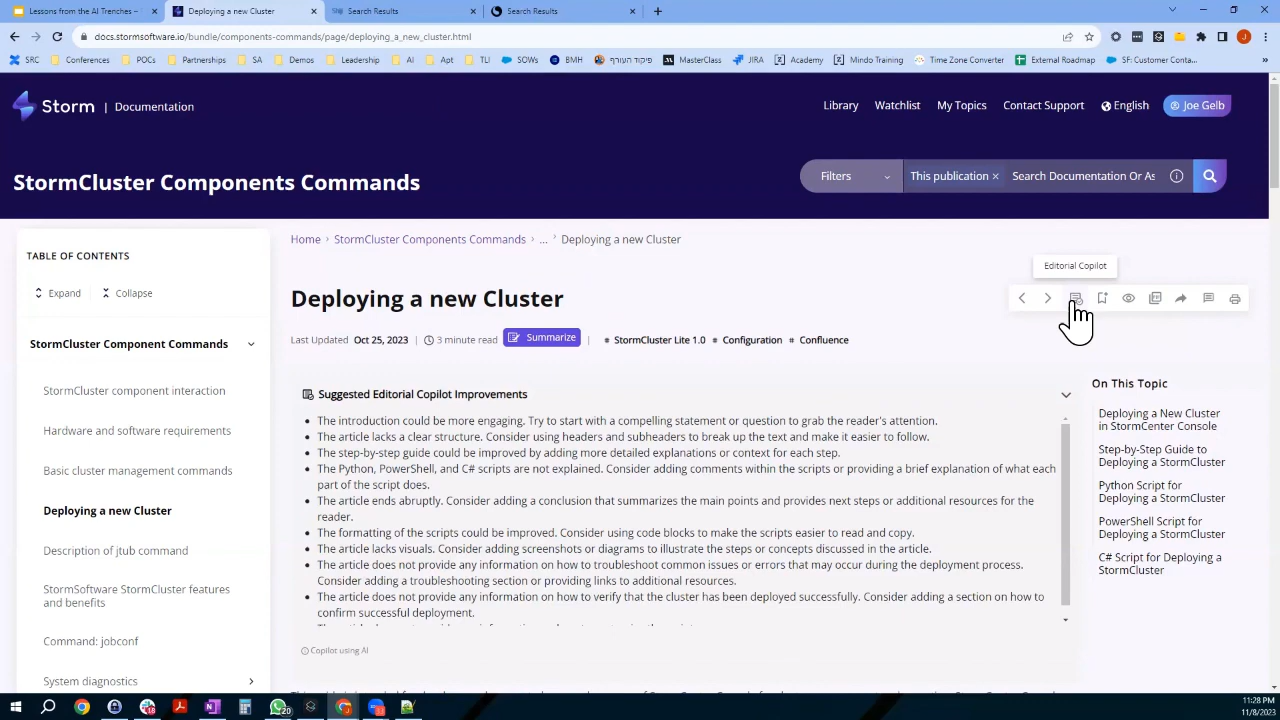 Lessons from the AI Trenches –
Deploying a new Cluster
Search Results
Search Results
docs.stormsoftware.io/bundle/components-commands/page/deploying_a_new_cluster.html
J
SRC
Conferences
POCs
Partnerships
SA
Demos
Leadership
AI
Apt
TLI
SOWs
BMH
פקודי העורף
MasterClass
JIRA
Academy
Mindo Training
Time Zone Converter
External Roadmap
SF: Customer Conta...
»
Storm | Documentation
Library
Watchlist
My Topics
Contact Support
English
Joe Gelb
StormCluster Components Commands
Filters
This publication ×
Search Documentation Or As
TABLE OF CONTENTS
Expand
Collapse
StormCluster Component Commands
StormCluster component interaction
Hardware and software requirements
Basic cluster management commands
Deploying a new Cluster
Description of jtub command
StormSoftware StormCluster features
and benefits
Command: jobconf
System diagnostics
Home › StormCluster Components Commands › ... › Deploying a new Cluster
Editorial Copilot
Deploying a new Cluster
Last Updated Oct 25, 2023 | 3 minute read Summarize | # StormCluster Lite 1.0 # Configuration # Confluence
Suggested Editorial Copilot Improvements
• The introduction could be more engaging. Try to start with a compelling statement or question to grab the reader's attention.
• The article lacks a clear structure. Consider using headers and subheaders to break up the text and make it easier to follow.
• The step-by-step guide could be improved by adding more detailed explanations or context for each step.
• The Python, PowerShell, and C# scripts are not explained. Consider adding comments within the scripts or providing a brief explanation of what each
part of the script does.
• The article ends abruptly. Consider adding a conclusion that summarizes the main points and provides next steps or additional resources for the
reader.
• The formatting of the scripts could be improved. Consider using code blocks to make the scripts easier to read and copy.
• The article lacks visuals. Consider adding screenshots or diagrams to illustrate the steps or concepts discussed in the article.
• The article does not provide any information on how to troubleshoot common issues or errors that may occur during the deployment process.
Consider adding a troubleshooting section or providing links to additional resources.
• The article does not provide any information on how to verify that the cluster has been deployed successfully. Consider adding a section on how to
confirm successful deployment.
Copilot using AI
On This Topic
Deploying a New Cluster
in StormCenter Console
Step-by-Step Guide to
Deploying a StormCluster
Python Script for
Deploying a StormCluster
PowerShell Script for
Deploying a StormCluster
C# Script for Deploying a
StormCluster
11:28 PM
11/8/2023